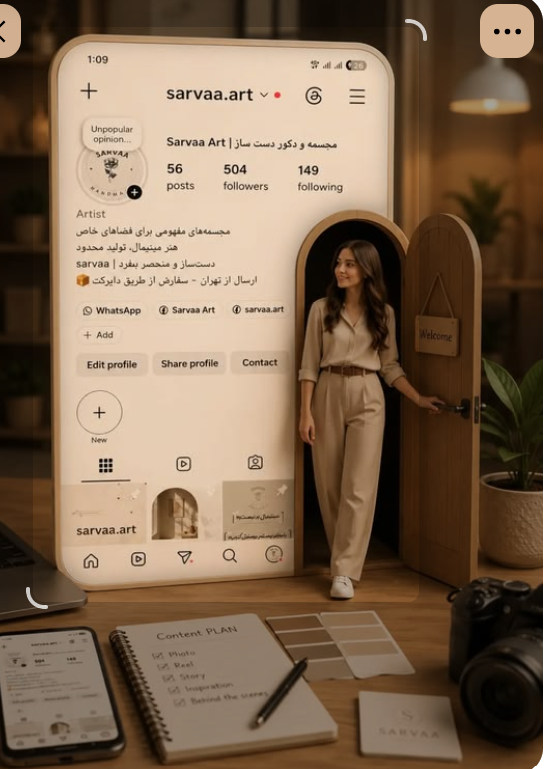 1:09
26
sarvaa.art
Unpopular
opinion...
SARVAA
HANDMADE
Sarvaa Art | مجسمه و دکور دست ساز
56 504 149
posts followers following
Artist
مجسمه‌های مفهومی برای فضاهای خاص
هنر مینیمال، تولید محدود
دست‌ساز و منحصر بفرد | sarvaa
ارسال از تهران - سفارش از طریق دایرکت 📦
WhatsApp Sarvaa Art sarvaa.art
+ Add
Edit profile Share profile Contact
New
Welcome
sarvaa.art
Content PLAN
Photo
Reel
Story
Inspiration
Behind the scenes
S
SARVAA